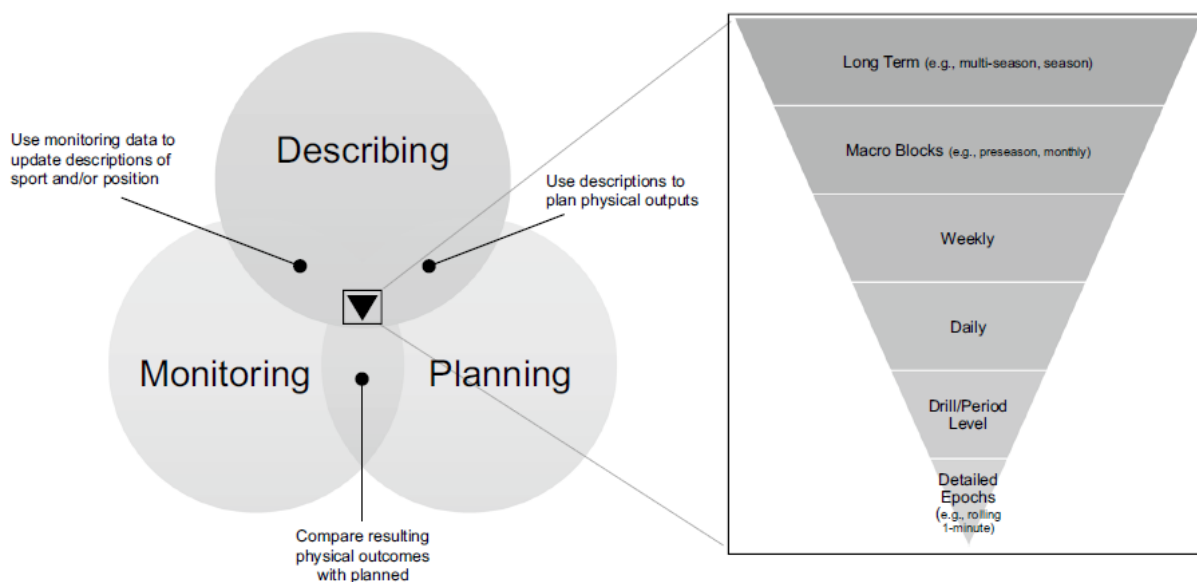 Describing
Use monitoring data to
update descriptions of
sport and/or position
Use descriptions to
plan physical outputs
Monitoring
Planning
Compare resulting
physical outcomes
with planned
Long Term (e.g., multi-season, season)
Macro Blocks (e.g., preseason, monthly)
Weekly
Daily
Drill/Period
Level
Detailed
Epochs
(e.g., rolling
1-minute)